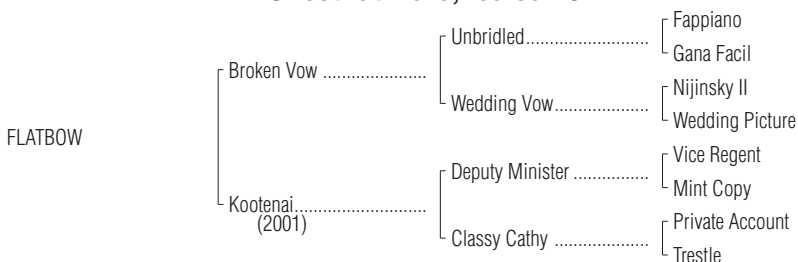 Fappiano
Unbridled........................
Gana Facil
Broken Vow .....................
Nijinsky II
Wedding Vow...................
Wedding Picture
FLATBOW
Vice Regent
Deputy Minister ...............
Mint Copy
Kootenai..........................
(2001)
Private Account
Classy Cathy ...................
Trestle